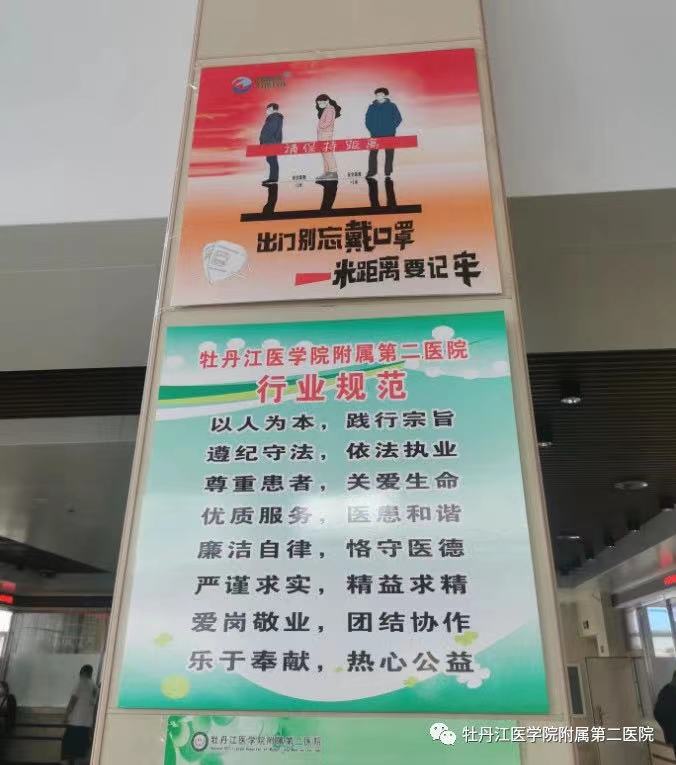 请保持距离
出门别忘戴口罩
一米距离要记牢
牡丹江医学院附属第二医院
行业规范
以人为本，践行宗旨
遵纪守法，依法执业
尊重患者，关爱生命
优质服务，医患和谐
廉洁自律，恪守医德
严谨求实，精益求精
爱岗敬业，团结协作
乐于奉献，热心公益
牡丹江医学院附属第二医院
牡丹江医学院附属第二医院